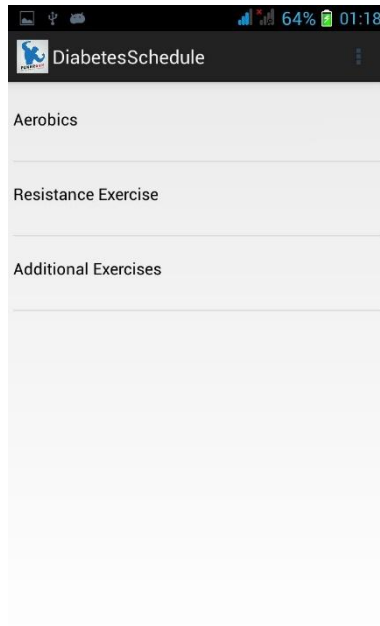 64% 01:18
DiabetesSchedule
Aerobics
Resistance Exercise
Additional Exercises